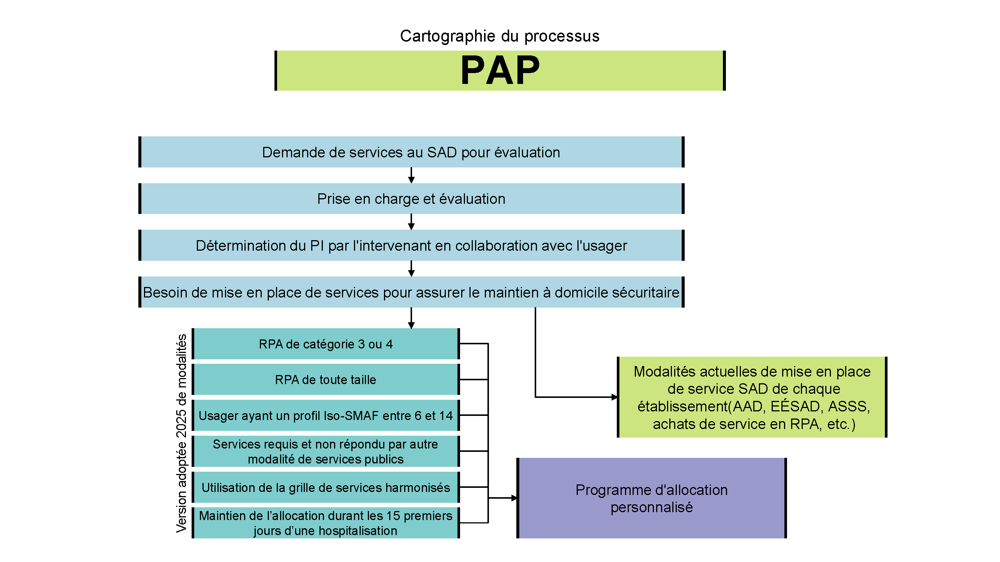 Cartographie du processus
PAP
Demande de services au SAD pour évaluation
Prise en charge et évaluation
Détermination du PI par l'intervenant en collaboration avec l'usager
Besoin de mise en place de services pour assurer le maintien à domicile sécuritaire
Version adoptée 2025 de modalités
RPA de catégorie 3 ou 4
RPA de toute taille
Usager ayant un profil Iso-SMAF entre 6 et 14
Services requis et non répondu par autre
modalité de services publics
Utilisation de la grille de services harmonisés
Maintien de l’allocation durant les 15 premiers
jours d’une hospitalisation
Modalités actuelles de mise en place
de service SAD de chaque
établissement(AAD, EÉSAD, ASSS,
achats de service en RPA, etc.)
Programme d'allocation
personnalisé